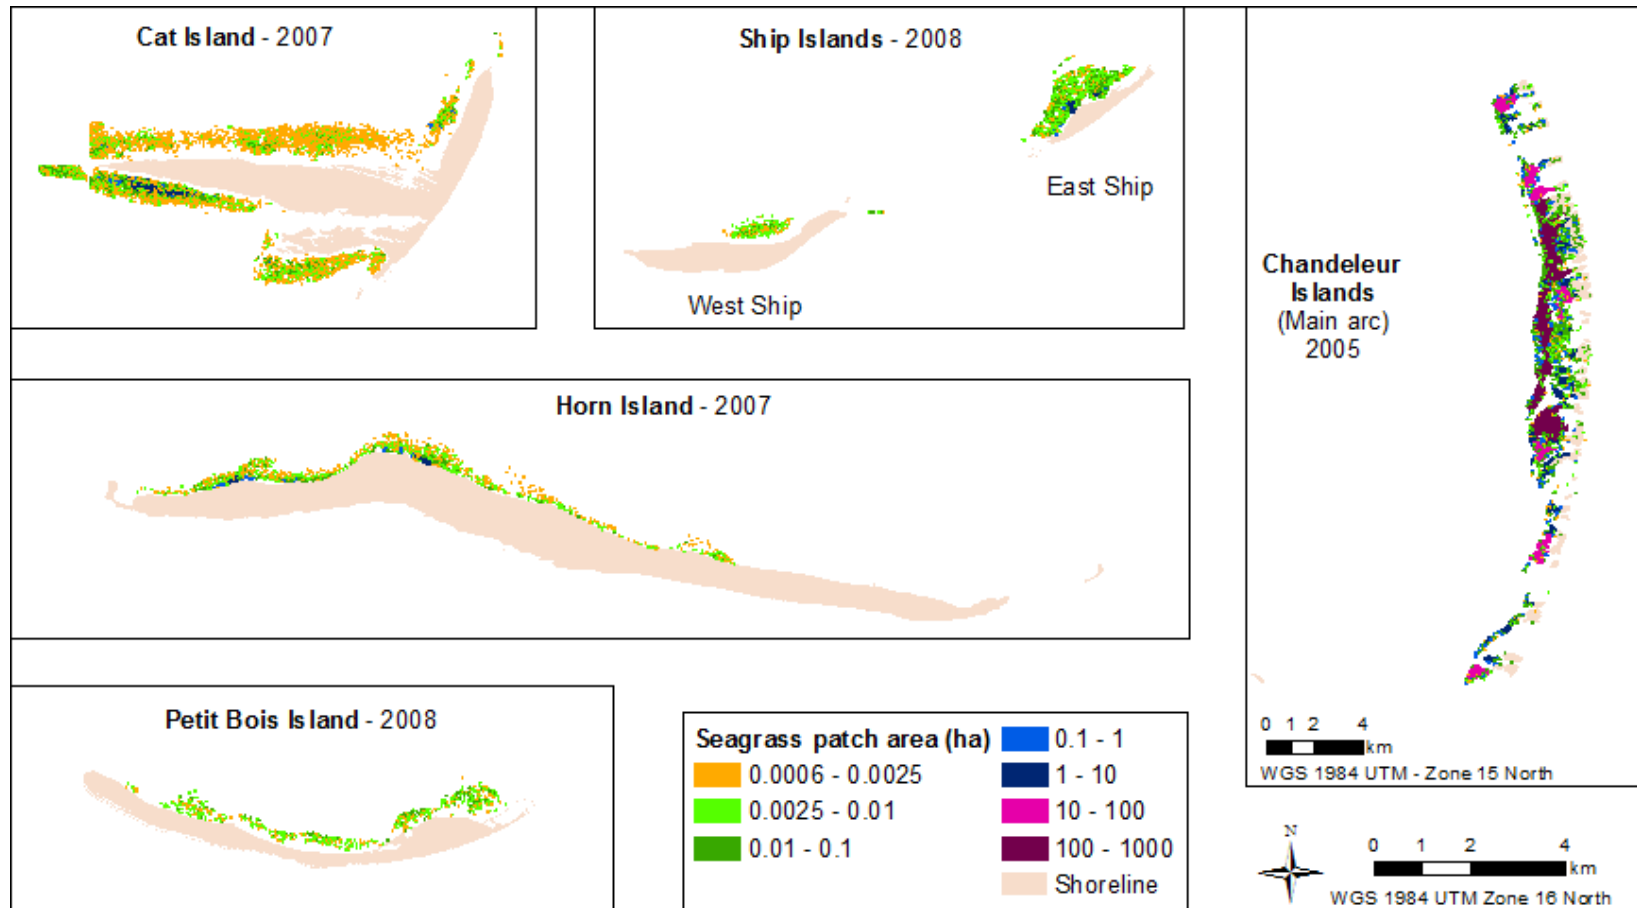 Cat Island - 2007
Ship Islands - 2008
East Ship
West Ship
Chandeleur
Islands
(Main arc)
2005
0 1 2 4
km
WGS 1984 UTM - Zone 15 North
Horn Island - 2007
Petit Bois Island - 2008
Seagrass patch area (ha)
0.0006 - 0.0025
0.0025 - 0.01
0.01 - 0.1
0.1 - 1
1 - 10
10 - 100
100 - 1000
Shoreline
N
0 1 2 4
km
WGS 1984 UTM Zone 16 North